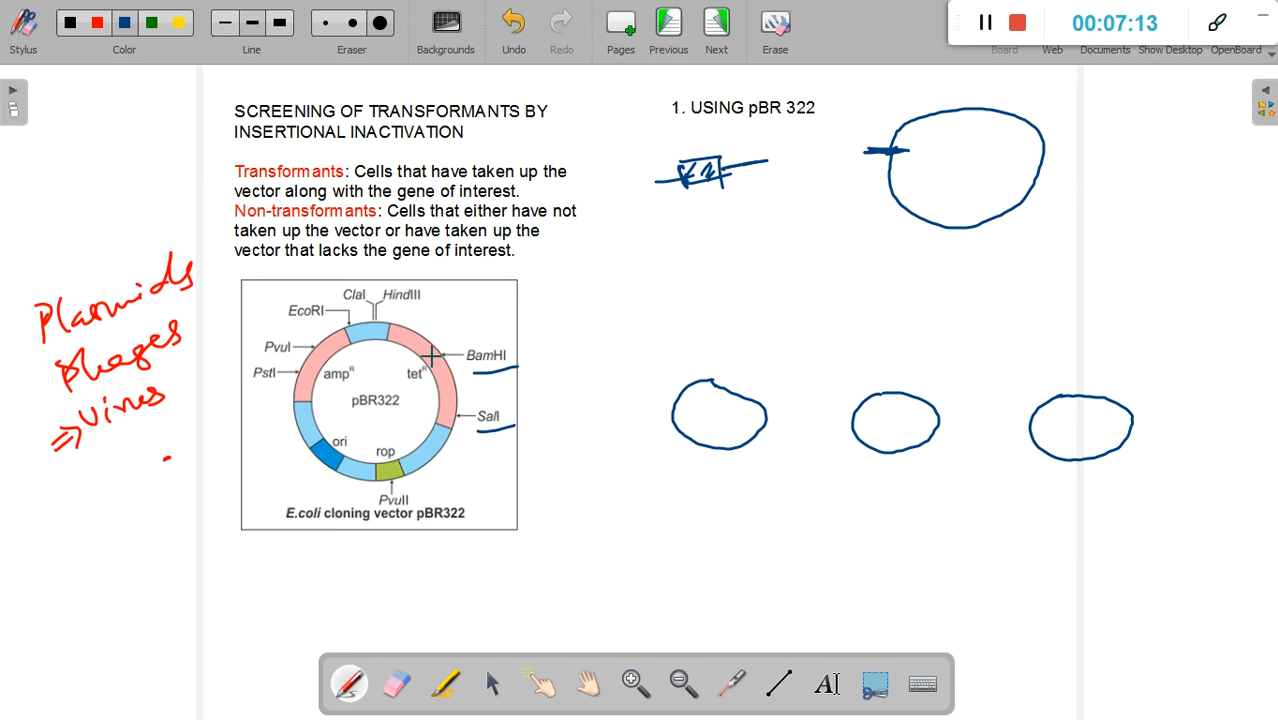 00:07:13
Stylus
Color
Line
Eraser
Backgrounds
Undo
Redo
Pages
Previous
Next
Erase
Board
Web
Documents
Show Desktop
OpenBoard
SCREENING OF TRANSFORMANTS BY
INSERTIONAL INACTIVATION
Transformants: Cells that have taken up the
vector along with the gene of interest.
Non-transformants: Cells that either have not
taken up the vector or have taken up the
vector that lacks the gene of interest.
Plasmids
Phages
⇒ Virus
ClaI
HindIII
EcoRI
PvuI
BamHI
PstI
ampR
tetR
pBR322
SalI
ori
rop
PvuII
E.coli cloning vector pBR322
1. USING pBR 322
AI